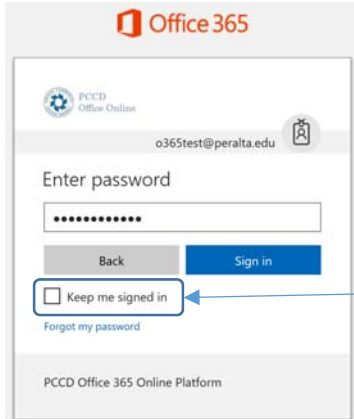 Office 365
PCCD
Office Online
o365test@peralta.edu
Enter password
••••••••••••
Back Sign in
Keep me signed in
Forgot my password
PCCD Office 365 Online Platform